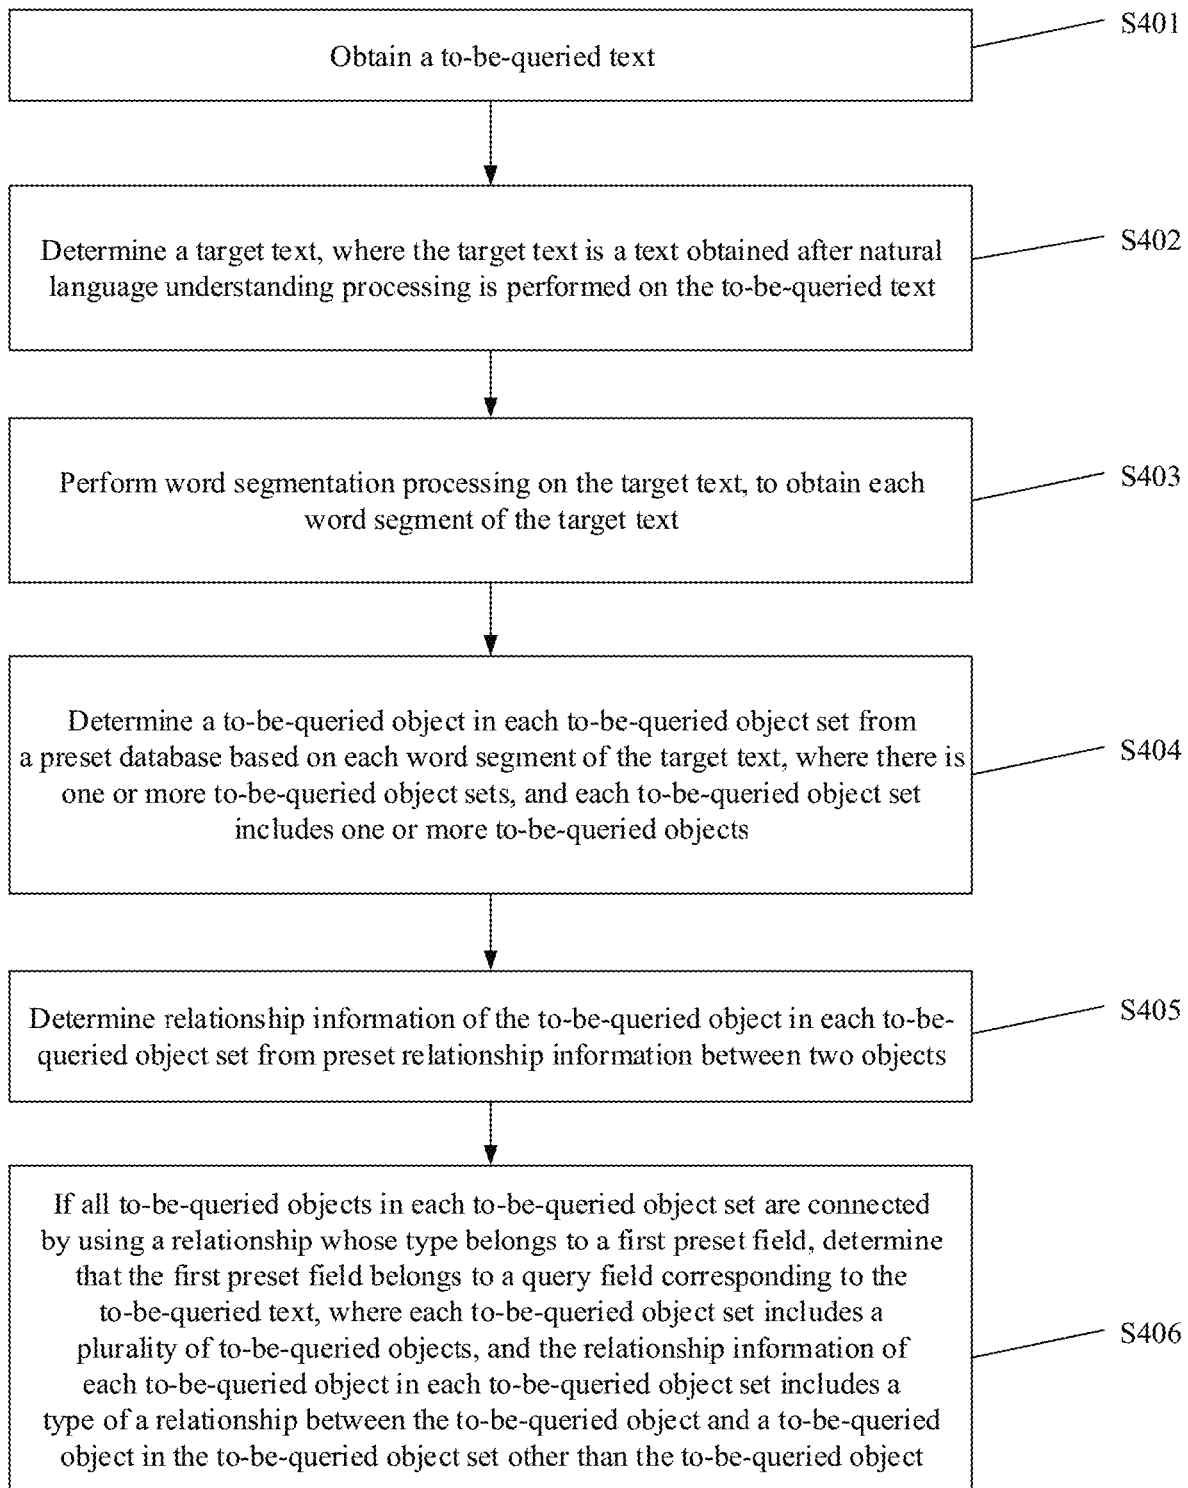 Obtain a to-be-queried text
S401
Determine a target text, where the target text is a text obtained after natural
language understanding processing is performed on the to-be-queried text
S402
Perform word segmentation processing on the target text, to obtain each
word segment of the target text
S403
Determine a to-be-queried object in each to-be-queried object set from
a preset database based on each word segment of the target text, where there is
one or more to-be-queried object sets, and each to-be-queried object set
includes one or more to-be-queried objects
S404
Determine relationship information of the to-be-queried object in each to-be-
queried object set from preset relationship information between two objects
S405
If all to-be-queried objects in each to-be-queried object set are connected
by using a relationship whose type belongs to a first preset field, determine
that the first preset field belongs to a query field corresponding to the
to-be-queried text, where each to-be-queried object set includes a
plurality of to-be-queried objects, and the relationship information of
each to-be-queried object in each to-be-queried object set includes a
type of a relationship between the to-be-queried object and a to-be-queried
object in the to-be-queried object set other than the to-be-queried object
S406